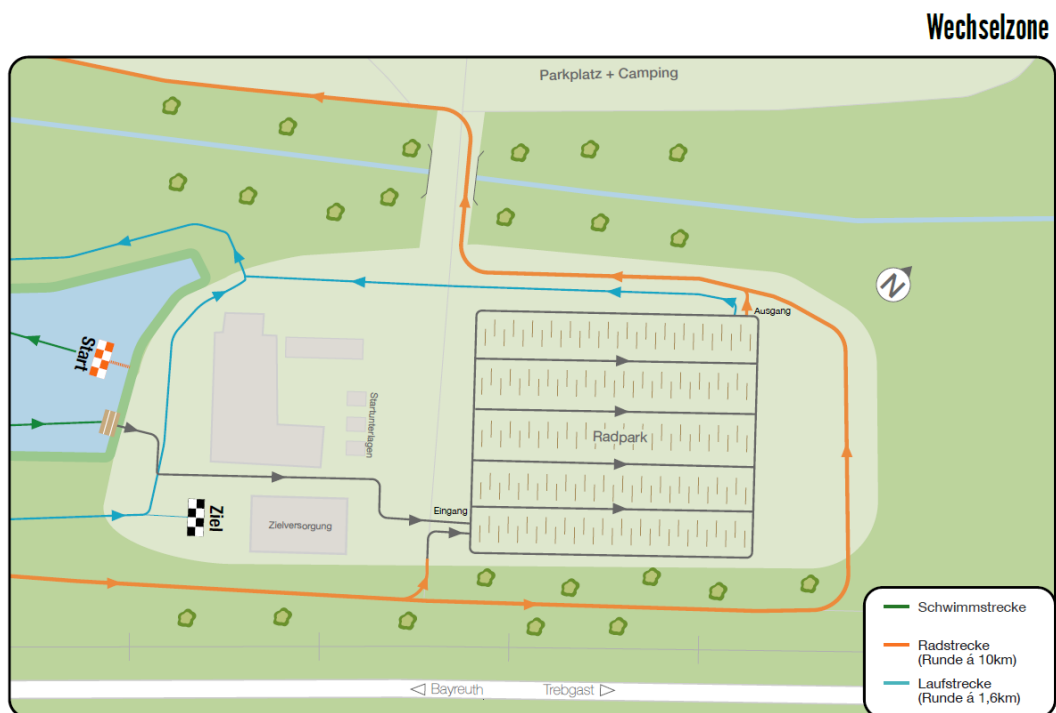 Wechselzone
Parkplatz + Camping
N
Ausgang
Start
Startunterlagen
Radpark
Eingang
Ziel
Zielversorgung
Schwimmstrecke
Radstrecke
(Runde á 10km)
Laufstrecke
(Runde á 1,6km)
Bayreuth
Trebgast